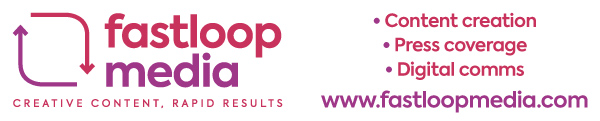 fastloop
media
CREATIVE CONTENT, RAPID RESULTS
• Content creation
• Press coverage
• Digital comms
www.fastloopmedia.com